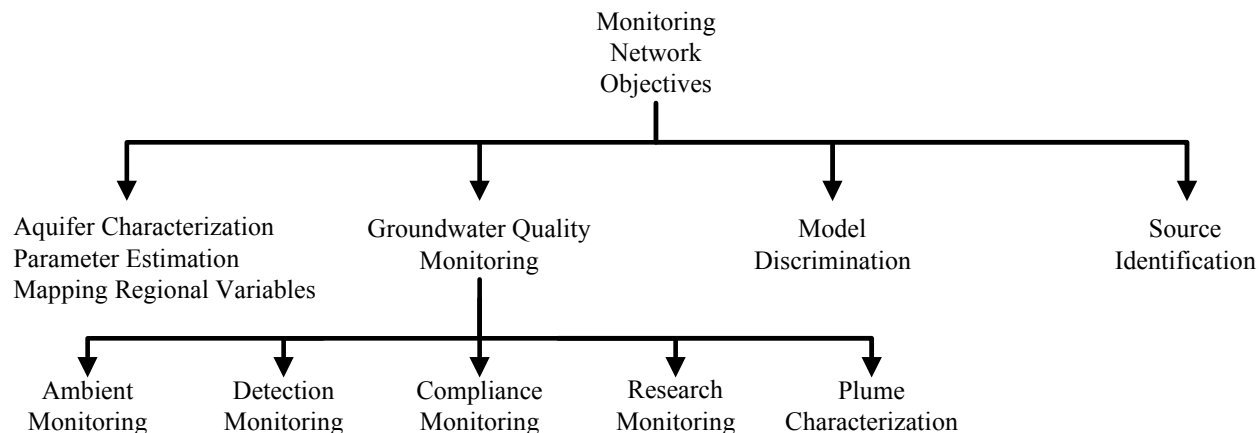 Monitoring
Network
Objectives
Aquifer Characterization
Parameter Estimation
Mapping Regional Variables
Groundwater Quality
Monitoring
Model
Discrimination
Source
Identification
Ambient
Monitoring
Detection
Monitoring
Compliance
Monitoring
Research
Monitoring
Plume
Characterization